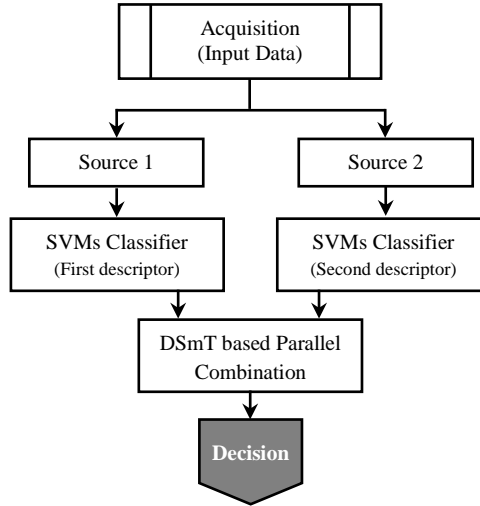 Acquisition
(Input Data)
Source 1
Source 2
SVMs Classifier
(First descriptor)
SVMs Classifier
(Second descriptor)
DSmT based Parallel
Combination
Decision